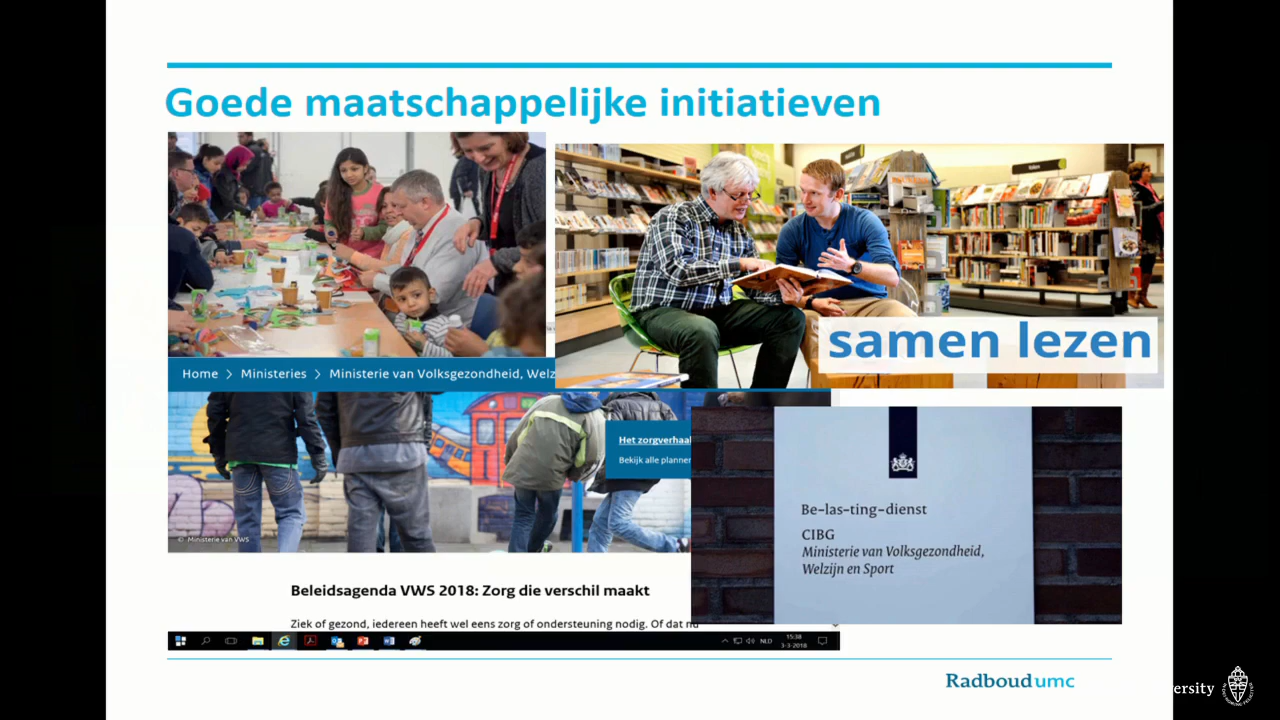 Goede maatschappelijke initiatieven
samen lezen
Home > Ministeries > Ministerie van Volksgezondheid, Welz
Het zorgverhaal
Bekijk alle plannen
© Ministerie van VWS
Be-las-ting-dienst
CIBG
Ministerie van Volksgezondheid,
Welzijn en Sport
Beleidsagenda VWS 2018: Zorg die verschil maakt
Ziek of gezond, iedereen heeft wel eens zorg of ondersteuning nodig. Of dat nu
NLD
15:38
3-3-2018
Radboudumc
ersity